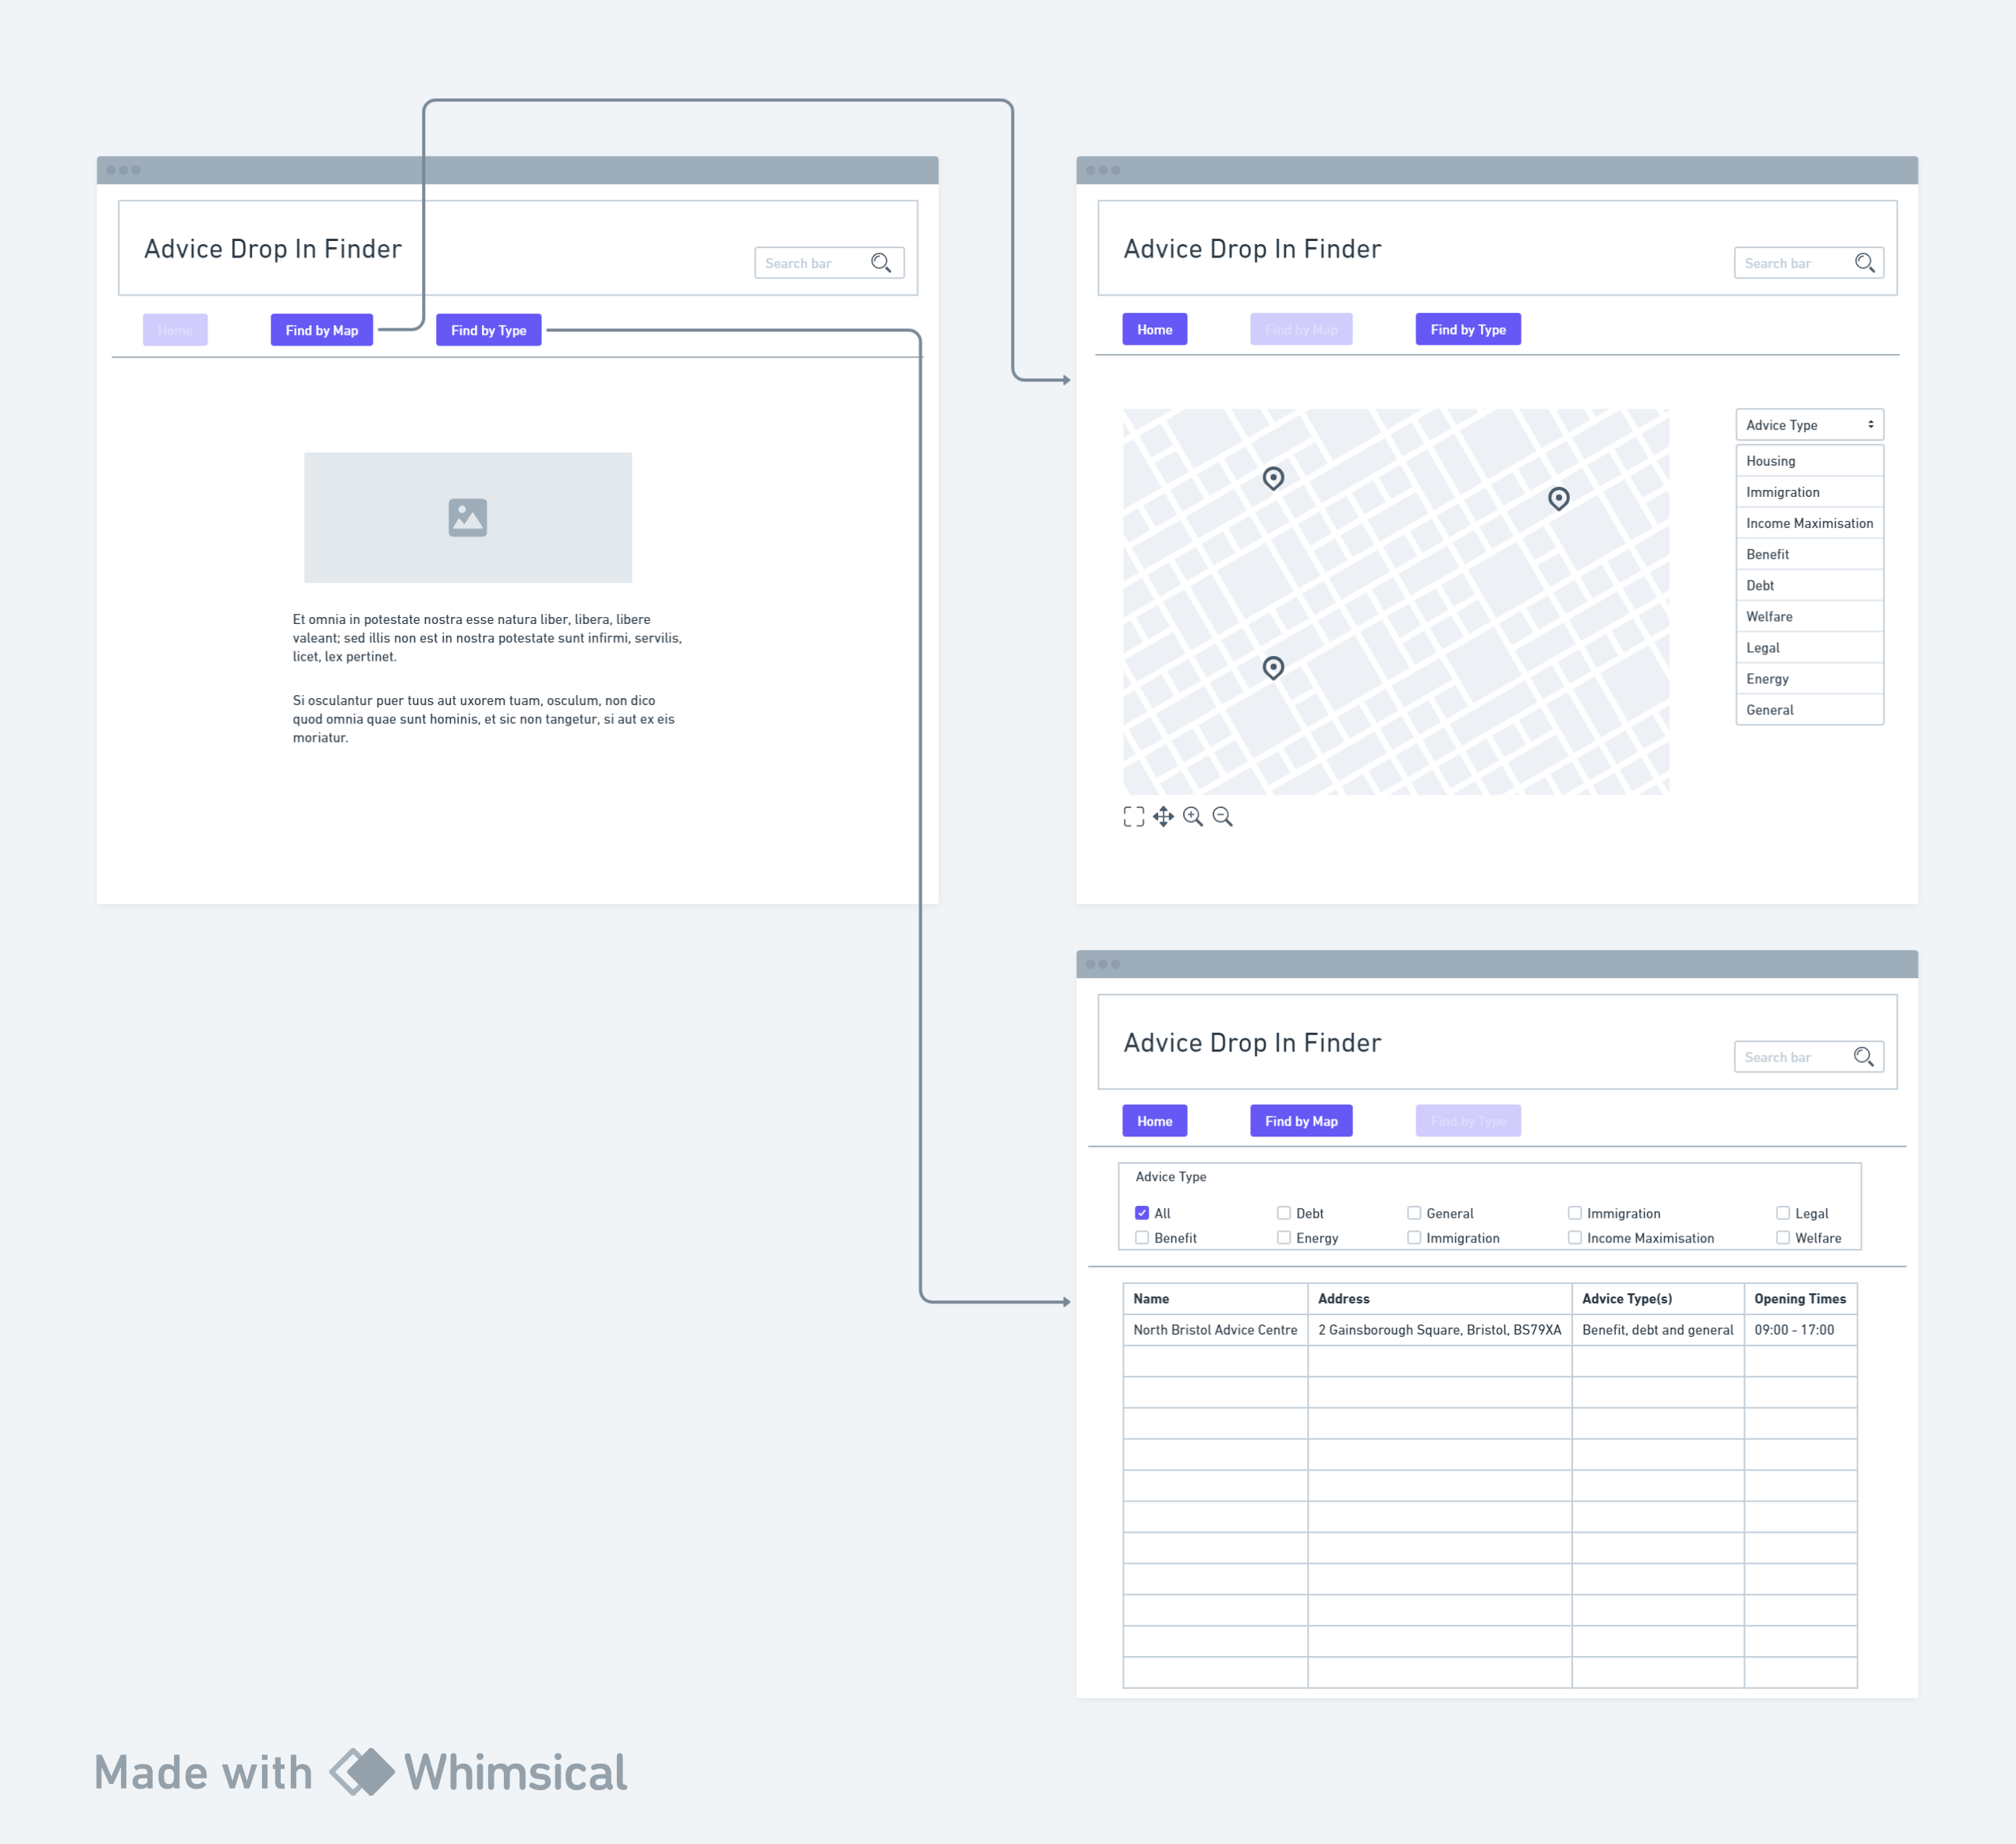 Advice Drop In Finder
Search bar
Home
Find by Map
Find by Type
Et omnia in potestate nostra esse natura liber, libera, libere
valeant; sed illis non est in nostra potestate sunt infirmi, servilis,
licet, lex pertinet.
Si osculantur puer tuus aut uxorem tuam, osculum, non dico
quod omnia quae sunt hominis, et sic non tangetur, si aut ex eis
moriatur.
Advice Drop In Finder
Search bar
Home
Find by Map
Find by Type
Advice Type
Housing
Immigration
Income Maximisation
Benefit
Debt
Welfare
Legal
Energy
General
Advice Drop In Finder
Search bar
Home
Find by Map
Find by Type
Advice Type
All Debt General Immigration Legal
Benefit Energy Immigration Income Maximisation Welfare
Name Address Advice Type(s) Opening Times
North Bristol Advice Centre 2 Gainsborough Square, Bristol, BS79XA Benefit, debt and general 09:00 - 17:00
Made with Whimsical